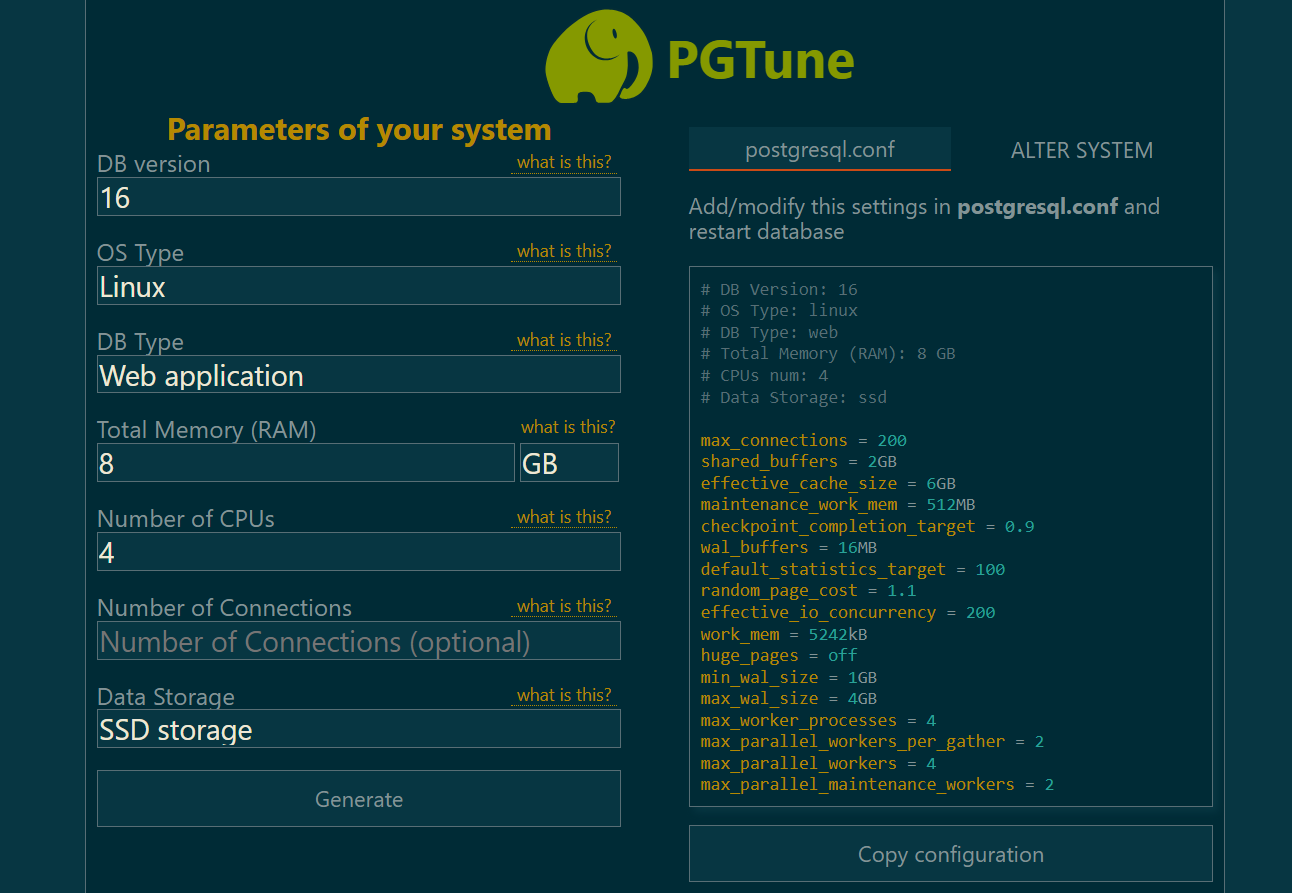 PGTune
Parameters of your system
DB version what is this?
16
OS Type what is this?
Linux
DB Type what is this?
Web application
Total Memory (RAM) what is this?
8 GB
Number of CPUs what is this?
4
Number of Connections what is this?
Number of Connections (optional)
Data Storage what is this?
SSD storage
Generate
postgresql.conf ALTER SYSTEM
Add/modify this settings in postgresql.conf and
restart database
# DB Version: 16
# OS Type: linux
# DB Type: web
# Total Memory (RAM): 8 GB
# CPUs num: 4
# Data Storage: ssd
max_connections = 200
shared_buffers = 2GB
effective_cache_size = 6GB
maintenance_work_mem = 512MB
checkpoint_completion_target = 0.9
wal_buffers = 16MB
default_statistics_target = 100
random_page_cost = 1.1
effective_io_concurrency = 200
work_mem = 5242kB
huge_pages = off
min_wal_size = 1GB
max_wal_size = 4GB
max_worker_processes = 4
max_parallel_workers_per_gather = 2
max_parallel_workers = 4
max_parallel_maintenance_workers = 2
Copy configuration